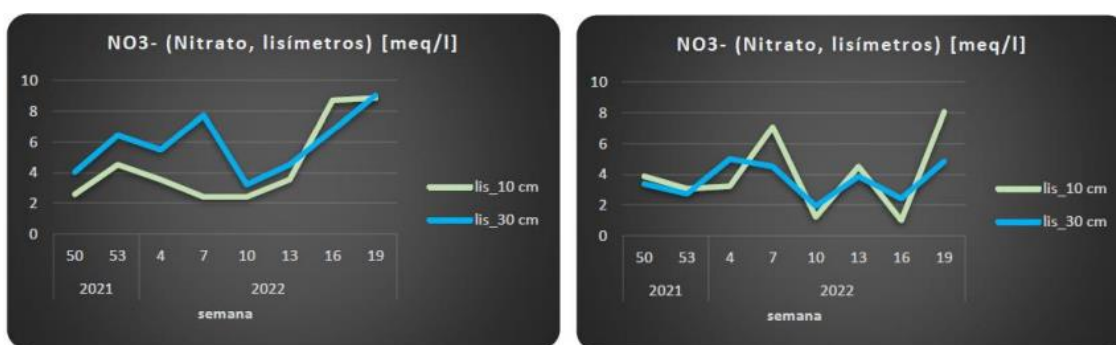 NO3- (Nitrato, lisímetros) [meq/l]
10
8
6
4
2
0
50 53 4 7 10 13 16 19
2021 2022
semana
lis_10 cm
lis_30 cm
NO3- (Nitrato, lisímetros) [meq/l]
10
8
6
4
2
0
50 53 4 7 10 13 16 19
2021 2022
semana
lis_10 cm
lis_30 cm